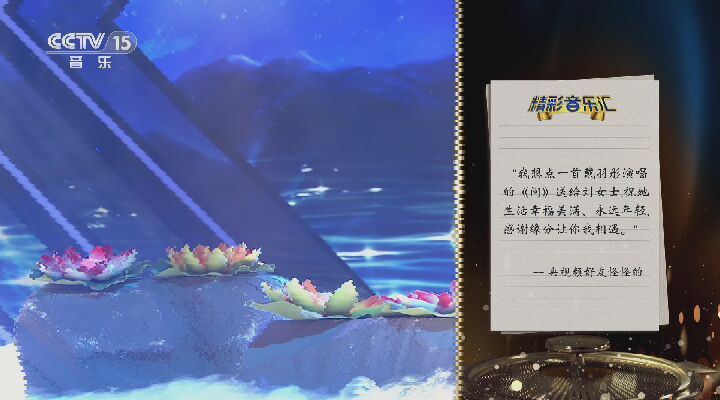 CCTV 15
音乐
精彩音乐汇
“我想点一首戴羽彤演唱
的《问》送给刘女士,祝她
生活幸福美满、永远年轻,
感谢缘分让你我相遇。”
--央视频好友怪怪的